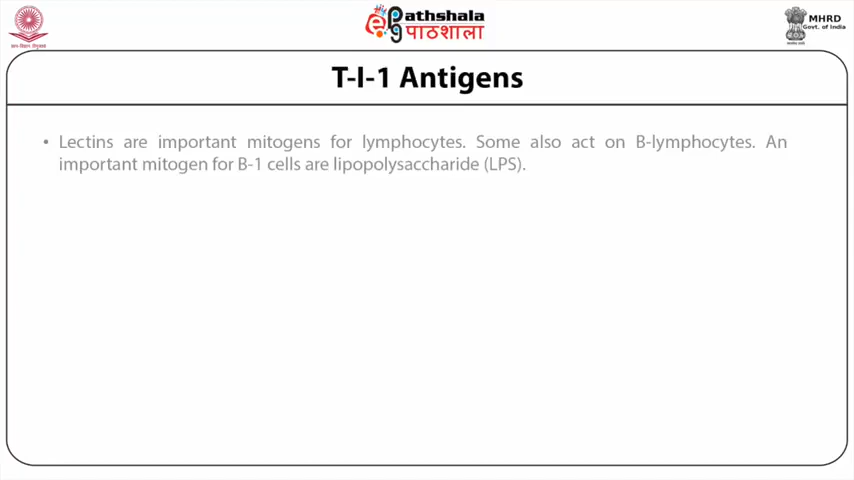 ePathshala
पाठशाला
MHRD
Govt. of India
T-I-1 Antigens
• Lectins are important mitogens for lymphocytes. Some also act on B-lymphocytes. An
important mitogen for B-1 cells are lipopolysaccharide (LPS).